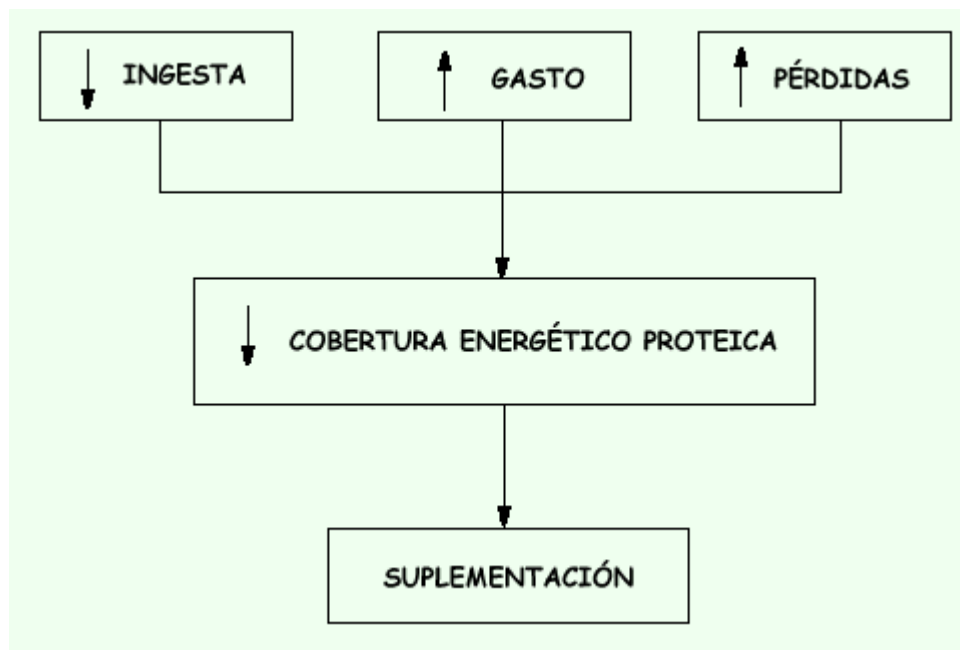 INGESTA
GASTO
PÉRDIDAS
COBERTURA ENERGÉTICO PROTEICA
SUPLEMENTACIÓN